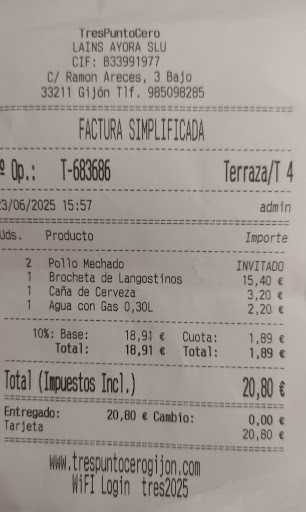 TresPuntoCero
LAINS AYORA SLU
CIF: B33991977
C/ Ramon Areces, 3 Bajo
33211 Gijón Tlf. 985098285
FACTURA SIMPLIFICADA
º Op.: T-683686 Terraza/T 4
23/06/2025 15:57 admin
Uds. Producto Importe
2 Pollo Mechado INVITADO
1 Brocheta de Langostinos 15,40 €
1 Caña de Cerveza 3,20 €
1 Agua con Gas 0,30L 2,20 €
10%: Base: 18,91 € Cuota: 1,89 €
Total: 18,91 € Total: 1,89 €
Total (Impuestos Incl.) 20,80 €
Entregado: 20,80 € Cambio: 0,00 €
Tarjeta 20,80 €
www.trespuntocerogijon.com
WiFI Login tres2025